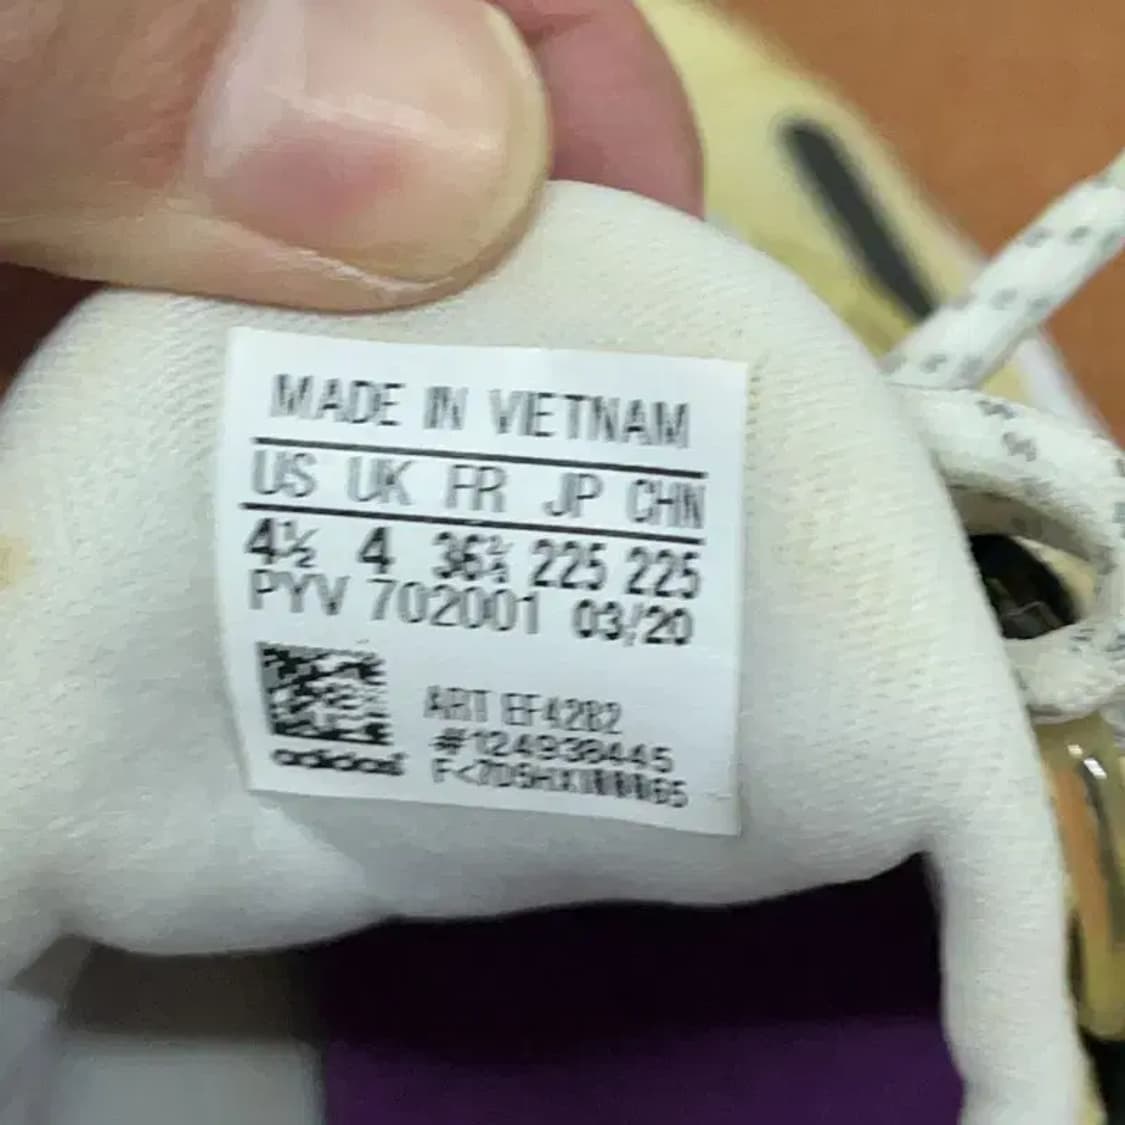 MADE IN VIETNAM
US UK FR JP CHN
4½ 4 36⅔ 225 225
PYV 702001 03/20
ART EF4282
#124938445
adidas